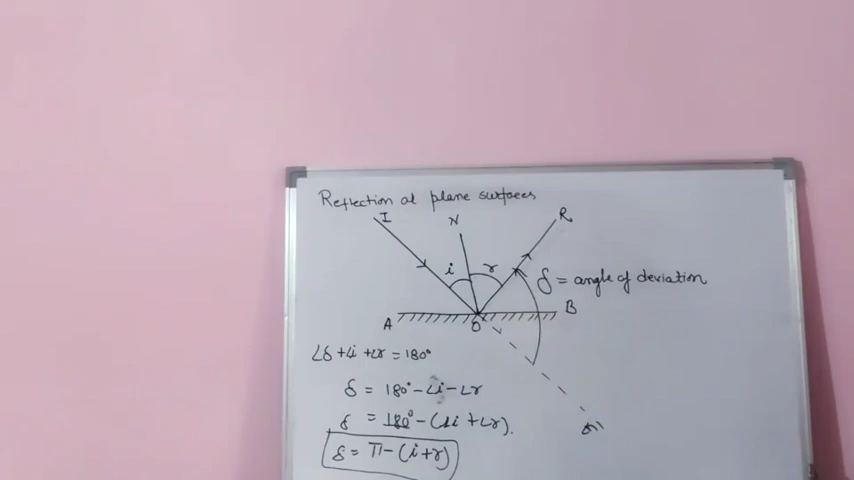 Reflection at plane surfaces
I N R
i r
δ = angle of deviation
A O B
∠δ + ∠i + ∠r = 180°
δ = 180° - ∠i - ∠r
δ = 180° - (∠i + ∠r).
δ = π - (i + r)